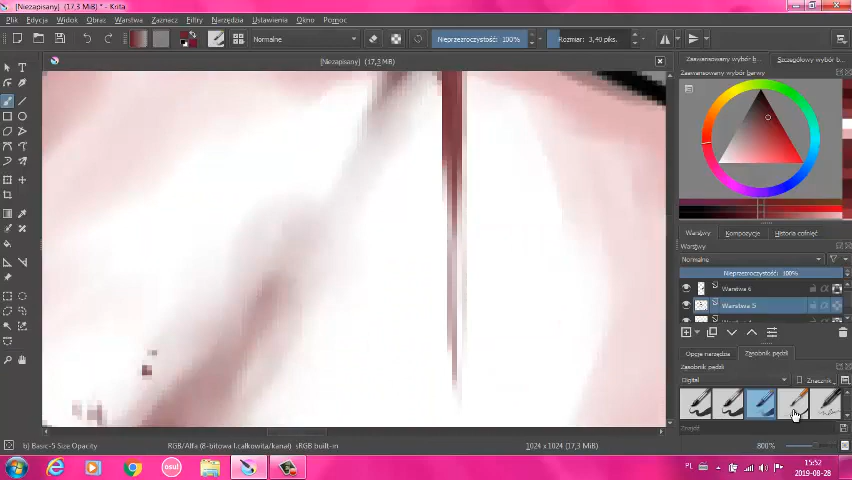 [Niezapisany] (17,3 MiB) * - Krita
Plik Edycja Widok Obraz Warstwa Zaznacz Filtry Narzędzia Ustawienia Okno Pomoc
Normalne Nieprzezroczystość: 100% Rozmiar: 3,40 piks.
[Niezapisany] (17,3 MiB)
Zaawansowany wybór b... Szczegółowy wybór b...
Zaawansowany wybór barwy
Warstwy Kompozycje Historia cofnięć
Warstwy
Normalne
Nieprzezroczystość: 100%
Warstwa 6
Warstwa 5
Opcje narzędzia Zasobnik pędzli
Zasobnik pędzli
Digital Znacznik
Znajdź
b) Basic-5 Size Opacity RGB/Alfa (8-bitowa l.całkowita/kanał) sRGB built-in 1024 x 1024 (17,3 MiB) 800%
osu! PL 15:52
2019-08-28